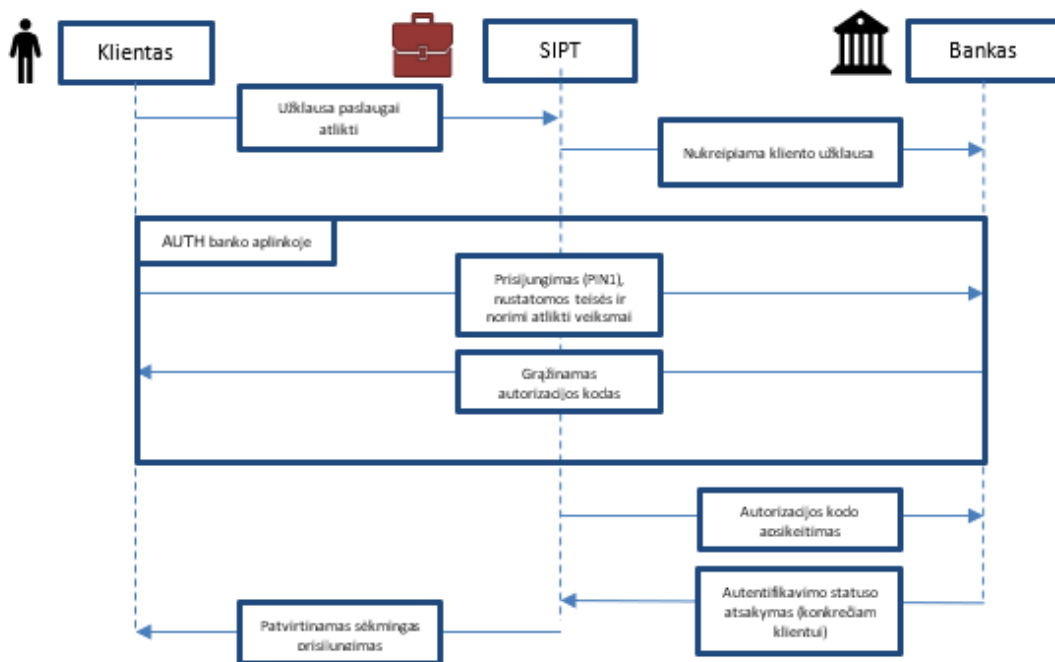 Klientas
SIPT
Bankas
Užklausa paslaugai
atlikti
Nukreipiama kliento užklausa
AUTH banko aplinkoje
Prisijungimas (PIN1),
nustatomos teisės ir
norimi atlikti veiksmai
Grąžinamas
autorizacijos kodas
Autorizacijos kodo
apsikeitimas
Autentifikavimo statuso
atsakymas (konkrečiam
klientui)
Patvirtinamas sėkmingas
prisijungimas